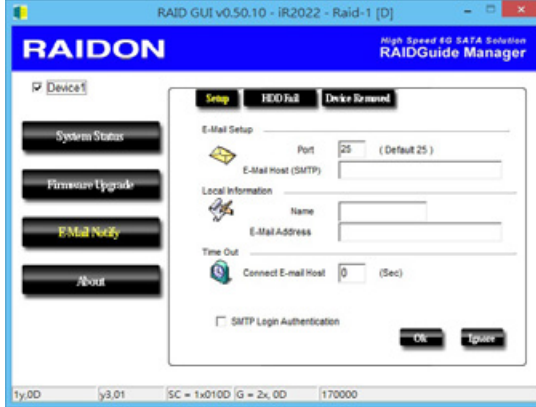 RAID GUI v0.50.10 - iR2022 - Raid-1 [D]
RAIDON
High Speed 6G SATA Solution
RAIDGuide Manager
Device1
System Status
Firmware Upgrade
E-Mail Notify
About
Setup HDD Fail Device Removed
E-Mail Setup
Port 25 ( Default 25 )
E-Mail Host (SMTP)
Local Information
Name
E-Mail Address
Time Out
Connect E-mail Host 0 (Sec)
SMTP Login Authentication
Ok Ignore
1y,0D y3,01 SC = 1x010D G = 2x, 0D 170000